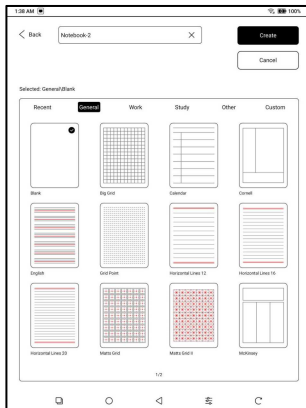 1:38 AM 100%
Back Notebook-2 Create
Cancel
Selected: General\Blank
Recent General Work Study Other Custom
Blank Big Grid Calendar Cornell
English Grid Point Horizontal Lines 12 Horizontal Lines 16
Horizontal Lines 20 Matts Grid Matts Grid II McKinsey
1/2